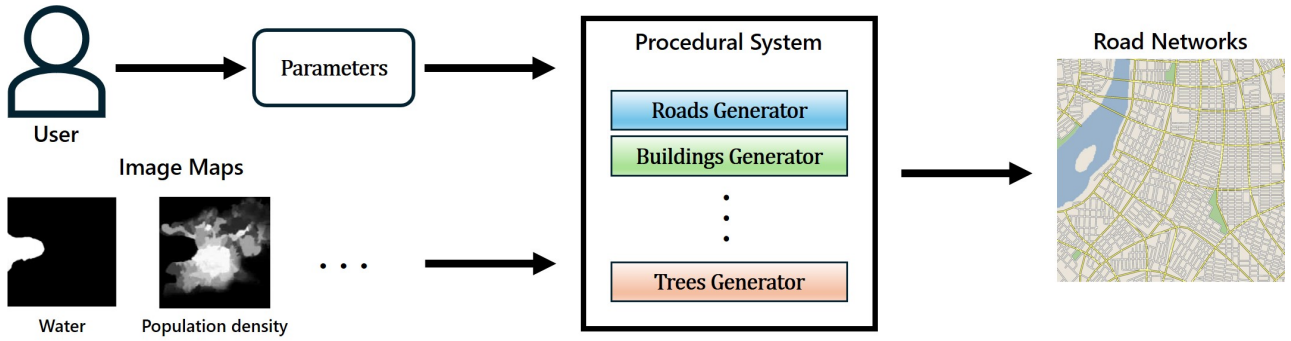 User
Parameters
Image Maps
Water
Population density
. . .
Procedural System
Roads Generator
Buildings Generator
Trees Generator
Road Networks